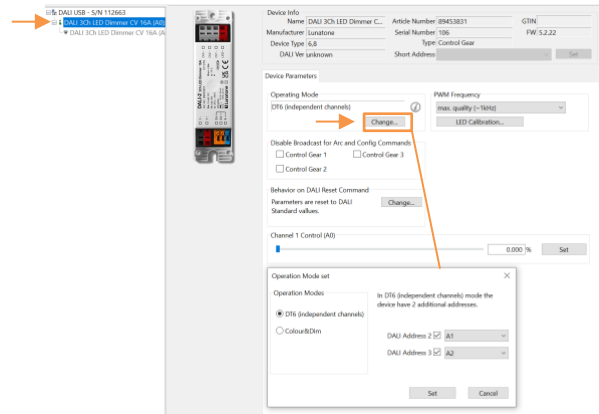 DALI USB - S/N 112663
DALI 3Ch LED Dimmer CV 16A (A0)
DALI 3Ch LED Dimmer CV 16A (A
DALI-2
Lunatone
Device Info
Name DALI 3Ch LED Dimmer C... Article Number 89453831 GTIN
Manufacturer Lunatone Serial Number 106 FW 5.2.22
Device Type 6,8 Type Control Gear
DALI Ver unknown Short Address Set
Device Parameters
Operating Mode
DT6 (independent channels)
Change...
PWM Frequency
max. quality (~1kHz)
LED Calibration...
Disable Broadcast for Arc and Config Commands
Control Gear 1 Control Gear 3
Control Gear 2
Behavior on DALI Reset Command
Parameters are reset to DALI
Standard vallues.
Change...
Channel 1 Control (A0)
0.000 % Set
Operation Mode set
Operation Modes
DT6 (independent channels)
Colour&Dim
In DT6 (independent channels) mode the
device have 2 additional addresses.
DALI Address 2 A1
DALI Address 3 A2
Set Cancel